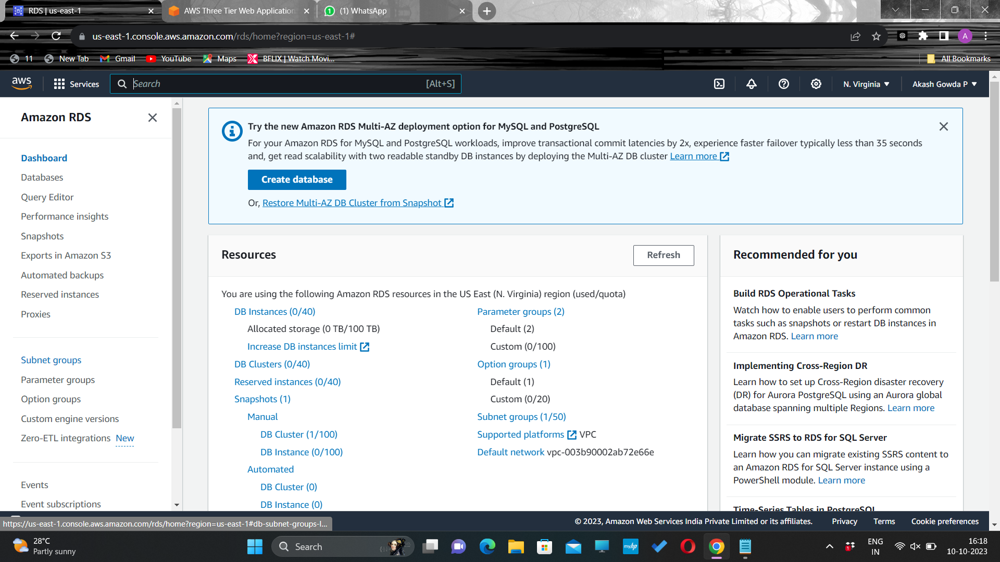 RDS | us-east-1
AWS Three Tier Web Application
(1) WhatsApp
us-east-1.console.aws.amazon.com/rds/home?region=us-east-1#
A
11
New Tab
Gmail
YouTube
Maps
BFLIX | Watch Movi...
All Bookmarks
aws
Services
Search
[Alt+S]
N. Virginia
Akash Gowda P
Amazon RDS
Dashboard
Databases
Query Editor
Performance insights
Snapshots
Exports in Amazon S3
Automated backups
Reserved instances
Proxies
Subnet groups
Parameter groups
Option groups
Custom engine versions
Zero-ETL integrations New
Events
Event subscriptions
Try the new Amazon RDS Multi-AZ deployment option for MySQL and PostgreSQL
For your Amazon RDS for MySQL and PostgreSQL workloads, improve transactional commit latencies by 2x, experience faster failover typically less than 35 seconds
and, get read scalability with two readable standby DB instances by deploying the Multi-AZ DB cluster Learn more
Create database
Or, Restore Multi-AZ DB Cluster from Snapshot
Resources
Refresh
You are using the following Amazon RDS resources in the US East (N. Virginia) region (used/quota)
DB Instances (0/40)
Allocated storage (0 TB/100 TB)
Increase DB instances limit
DB Clusters (0/40)
Reserved instances (0/40)
Snapshots (1)
Manual
DB Cluster (1/100)
DB Instance (0/100)
Automated
DB Cluster (0)
DB Instance (0)
Parameter groups (2)
Default (2)
Custom (0/100)
Option groups (1)
Default (1)
Custom (0/20)
Subnet groups (1/50)
Supported platforms VPC
Default network vpc-003b90002ab72e66e
Recommended for you
Build RDS Operational Tasks
Watch how to enable users to perform common
tasks such as snapshots or restart DB instances in
Amazon RDS. Learn more
Implementing Cross-Region DR
Learn how to set up Cross-Region disaster recovery
(DR) for Aurora PostgreSQL using an Aurora global
database spanning multiple Regions. Learn more
Migrate SSRS to RDS for SQL Server
Learn how you can migrate existing SSRS content to
an Amazon RDS for SQL Server instance using a
PowerShell module. Learn more
Time-Series Tables in PostgreSQL
https://us-east-1.console.aws.amazon.com/rds/home?region=us-east-1#db-subnet-groups-l...
© 2023, Amazon Web Services India Private Limited or its affiliates.
Privacy
Terms
Cookie preferences
28°C
Partly sunny
Search
myhp
1
ENG
IN
16:18
10-10-2023